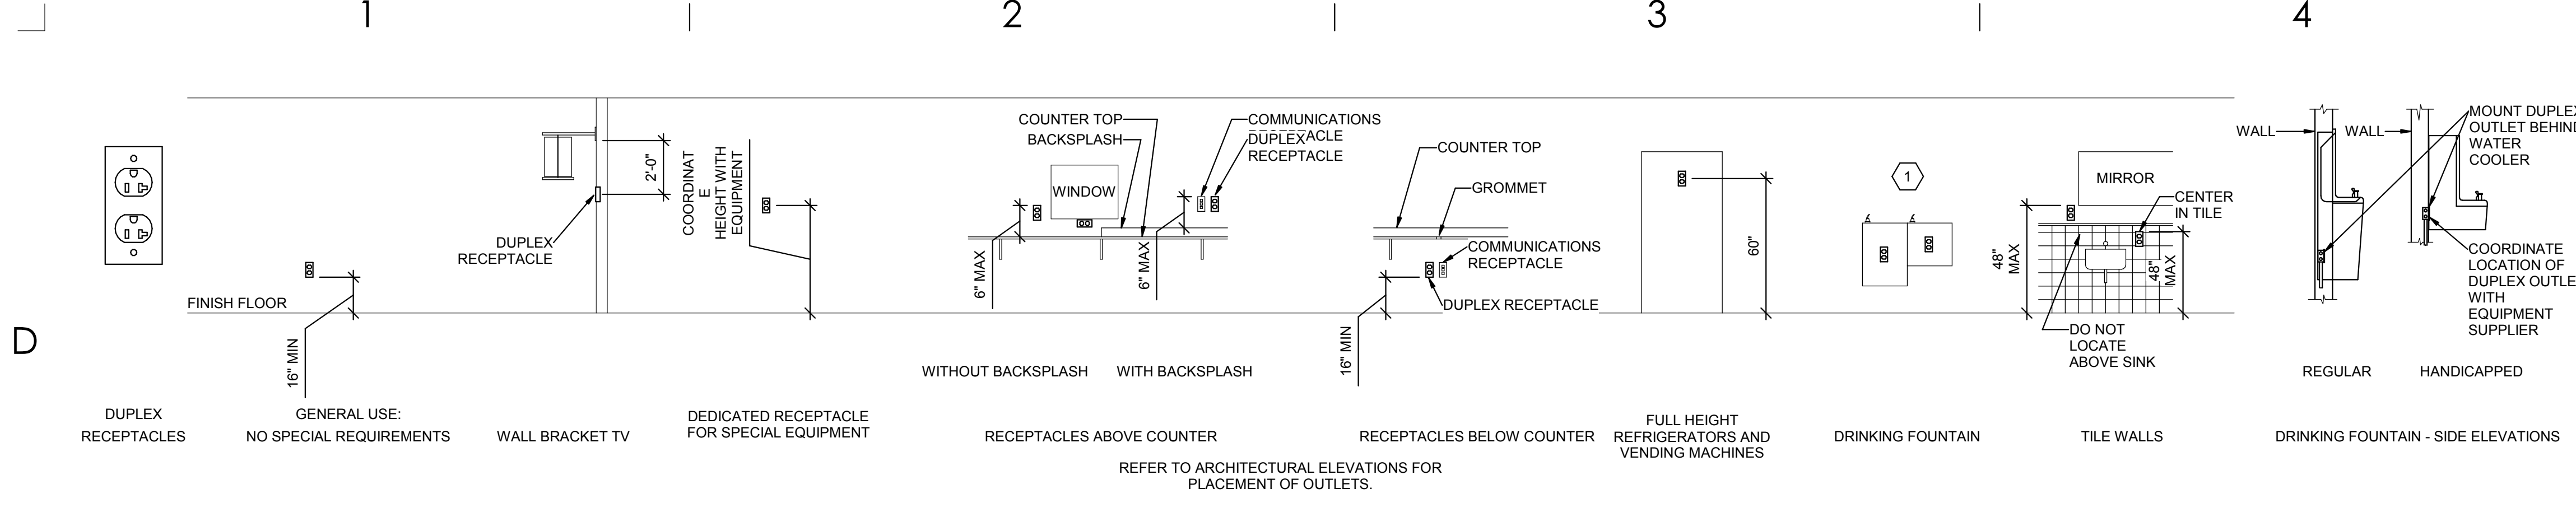 1
2
3
4
D
DUPLEX
RECEPTACLES
FINISH FLOOR
16" MIN
GENERAL USE:
NO SPECIAL REQUIREMENTS
2'-0"
DUPLEX
RECEPTACLE
WALL BRACKET TV
COORDINAT
E
HEIGHT WITH
EQUIPMENT
DEDICATED RECEPTACLE
FOR SPECIAL EQUIPMENT
COUNTER TOP
BACKSPLASH
WINDOW
COMMUNICATIONS
DUPLEX ACLE
RECEPTACLE
6" MAX
6" MAX
WITHOUT BACKSPLASH
WITH BACKSPLASH
RECEPTACLES ABOVE COUNTER
REFER TO ARCHITECTURAL ELEVATIONS FOR
PLACEMENT OF OUTLETS.
COUNTER TOP
GROMMET
COMMUNICATIONS
RECEPTACLE
DUPLEX RECEPTACLE
16" MIN
RECEPTACLES BELOW COUNTER
60"
FULL HEIGHT
REFRIGERATORS AND
VENDING MACHINES
1
DRINKING FOUNTAIN
MIRROR
CENTER
IN TILE
48"
MAX
48"
MAX
DO NOT
LOCATE
ABOVE SINK
TILE WALLS
WALL
WALL
MOUNT DUPLEX
OUTLET BEHIN
WATER
COOLER
COORDINATE
LOCATION OF
DUPLEX OUTLE
WITH
EQUIPMENT
SUPPLIER
REGULAR
HANDICAPPED
DRINKING FOUNTAIN - SIDE ELEVATIONS